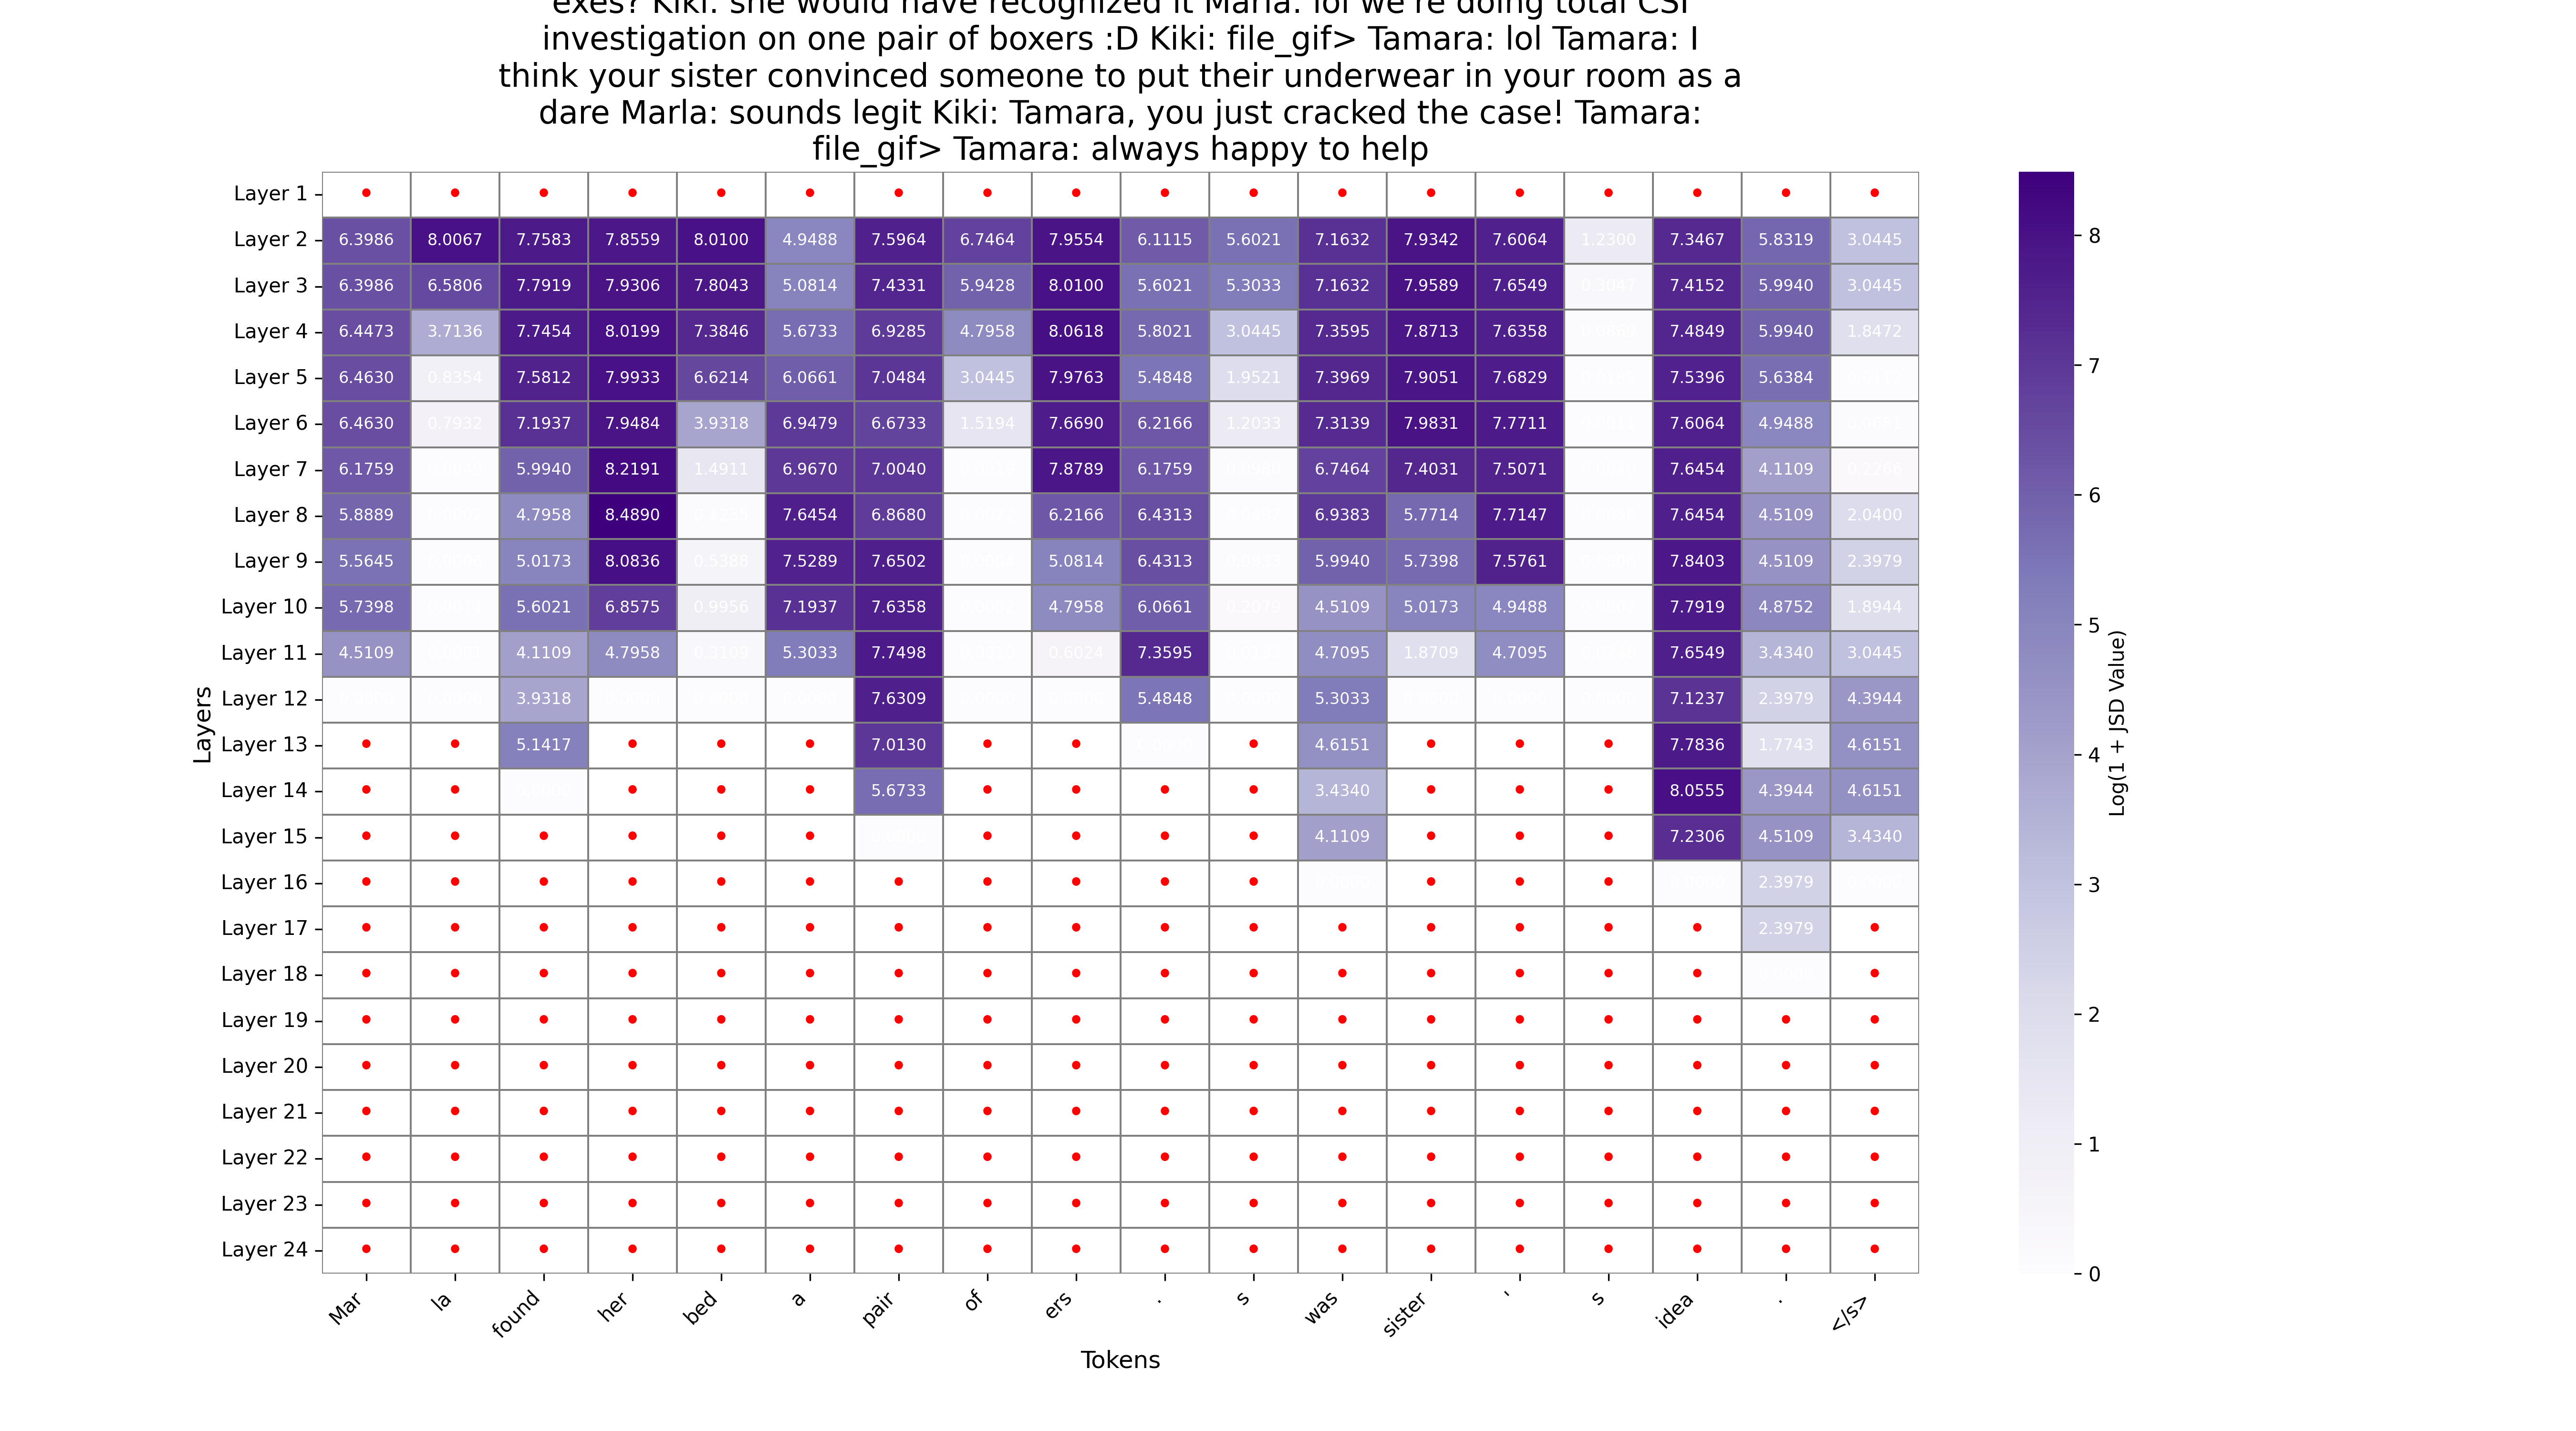 exes? Kiki: she would have recognized it Marla: lol we're doing total CSI
investigation on one pair of boxers :D Kiki: file_gif> Tamara: lol Tamara: I
think your sister convinced someone to put their underwear in your room as a
dare Marla: sounds legit Kiki: Tamara, you just cracked the case! Tamara:
file_gif> Tamara: always happy to help
Layer 1
Layer 2 6.3986 8.0067 7.7583 7.8559 8.0100 4.9488 7.5964 6.7464 7.9554 6.1115 5.6021 7.1632 7.9342 7.6064 1.2300 7.3467 5.8319 3.0445
Layer 3 6.3986 6.5806 7.7919 7.9306 7.8043 5.0814 7.4331 5.9428 8.0100 5.6021 5.3033 7.1632 7.9589 7.6549 7.4152 5.9940 3.0445
Layer 4 6.4473 3.7136 7.7454 8.0199 7.3846 5.6733 6.9285 4.7958 8.0618 5.8021 3.0445 7.3595 7.8713 7.6358 7.4849 5.9940 1.8472
Layer 5 6.4630 0.8354 7.5812 7.9933 6.6214 6.0661 7.0484 3.0445 7.9763 5.4848 1.9521 7.3969 7.9051 7.6829 7.5396 5.6384
Layer 6 6.4630 0.7932 7.1937 7.9484 3.9318 6.9479 6.6733 1.5194 7.6690 6.2166 1.2033 7.3139 7.9831 7.7711 7.6064 4.9488
Layer 7 6.1759 5.9940 8.2191 1.4911 6.9670 7.0040 7.8789 6.1759 6.7464 7.4031 7.5071 7.6454 4.1109
Layer 8 5.8889 4.7958 8.4890 7.6454 6.8680 6.2166 6.4313 6.9383 5.7714 7.7147 7.6454 4.5109 2.0400
Layer 9 5.5645 5.0173 8.0836 0.5388 7.5289 7.6502 5.0814 6.4313 5.9940 5.7398 7.5761 7.8403 4.5109 2.3979
Layer 10 5.7398 5.6021 6.8575 0.9956 7.1937 7.6358 4.7958 6.0661 4.5109 5.0173 4.9488 7.7919 4.8752 1.8944
Layer 11 4.5109 4.1109 4.7958 5.3033 7.7498 0.6024 7.3595 4.7095 1.8709 4.7095 7.6549 3.4340 3.0445
Layer 12 3.9318 7.6309 5.4848 5.3033 7.1237 2.3979 4.3944
Layer 13 5.1417 7.0130 4.6151 7.7836 1.7743 4.6151
Layer 14 5.6733 3.4340 8.0555 4.3944 4.6151
Layer 15 4.1109 7.2306 4.5109 3.4340
Layer 16 2.3979
Layer 17 2.3979
Layer 18
Layer 19
Layer 20
Layer 21
Layer 22
Layer 23
Layer 24
Layers
Mar la found her bed a pair of ers . s was sister ' s idea . </s>
Tokens
8
7
6
5
4
3
2
1
0
Log(1 + JSD Value)